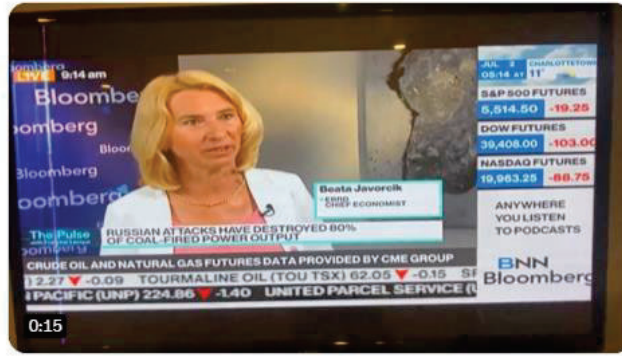 LIVE 9:14 am
Bloomberg
JUL 2 CHARLOTTETOWN
05:14 AT 11°
S&P 500 FUTURES
5,514.50 -19.25
DOW FUTURES
39,408.00 -103.00
NASDAQ FUTURES
19,963.25 -88.75
Beata Javorcik
EBRD
CHIEF ECONOMIST
The Pulse
RUSSIAN ATTACKS HAVE DESTROYED 80%
OF COAL-FIRED POWER OUTPUT
ANYWHERE
YOU LISTEN
TO PODCASTS
BNN
Bloomberg
CRUDE OIL AND NATURAL GAS FUTURES DATA PROVIDED BY CME GROUP
2.27 ▼ -0.09 TOURMALINE OIL (TOU TSX) 62.05 ▼ -0.15
PACIFIC (UNP) 224.86 ▼ -1.40 UNITED PARCEL SERVICE (U
0:15